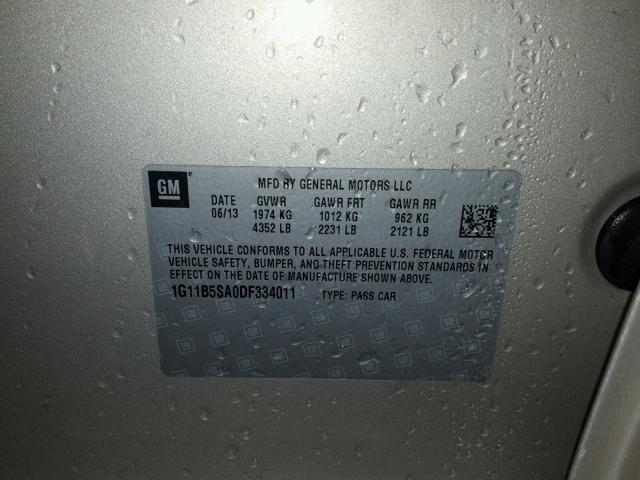 GM
MFD BY GENERAL MOTORS LLC
DATE GVWR GAWR FRT GAWR RR
06/13 1974 KG 1012 KG 962 KG
4352 LB 2231 LB 2121 LB
THIS VEHICLE CONFORMS TO ALL APPLICABLE U.S. FEDERAL MOTOR
VEHICLE SAFETY, BUMPER, AND THEFT PREVENTION STANDARDS IN
EFFECT ON THE DATE OF MANUFACTURE SHOWN ABOVE.
1G11B5SA0DF334011 TYPE: PASS CAR